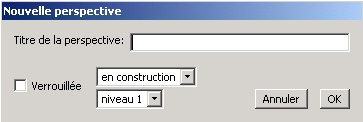 Nouvelle perspective
Titre de la perspective:
Verrouillée
en construction
niveau 1
Annuler OK